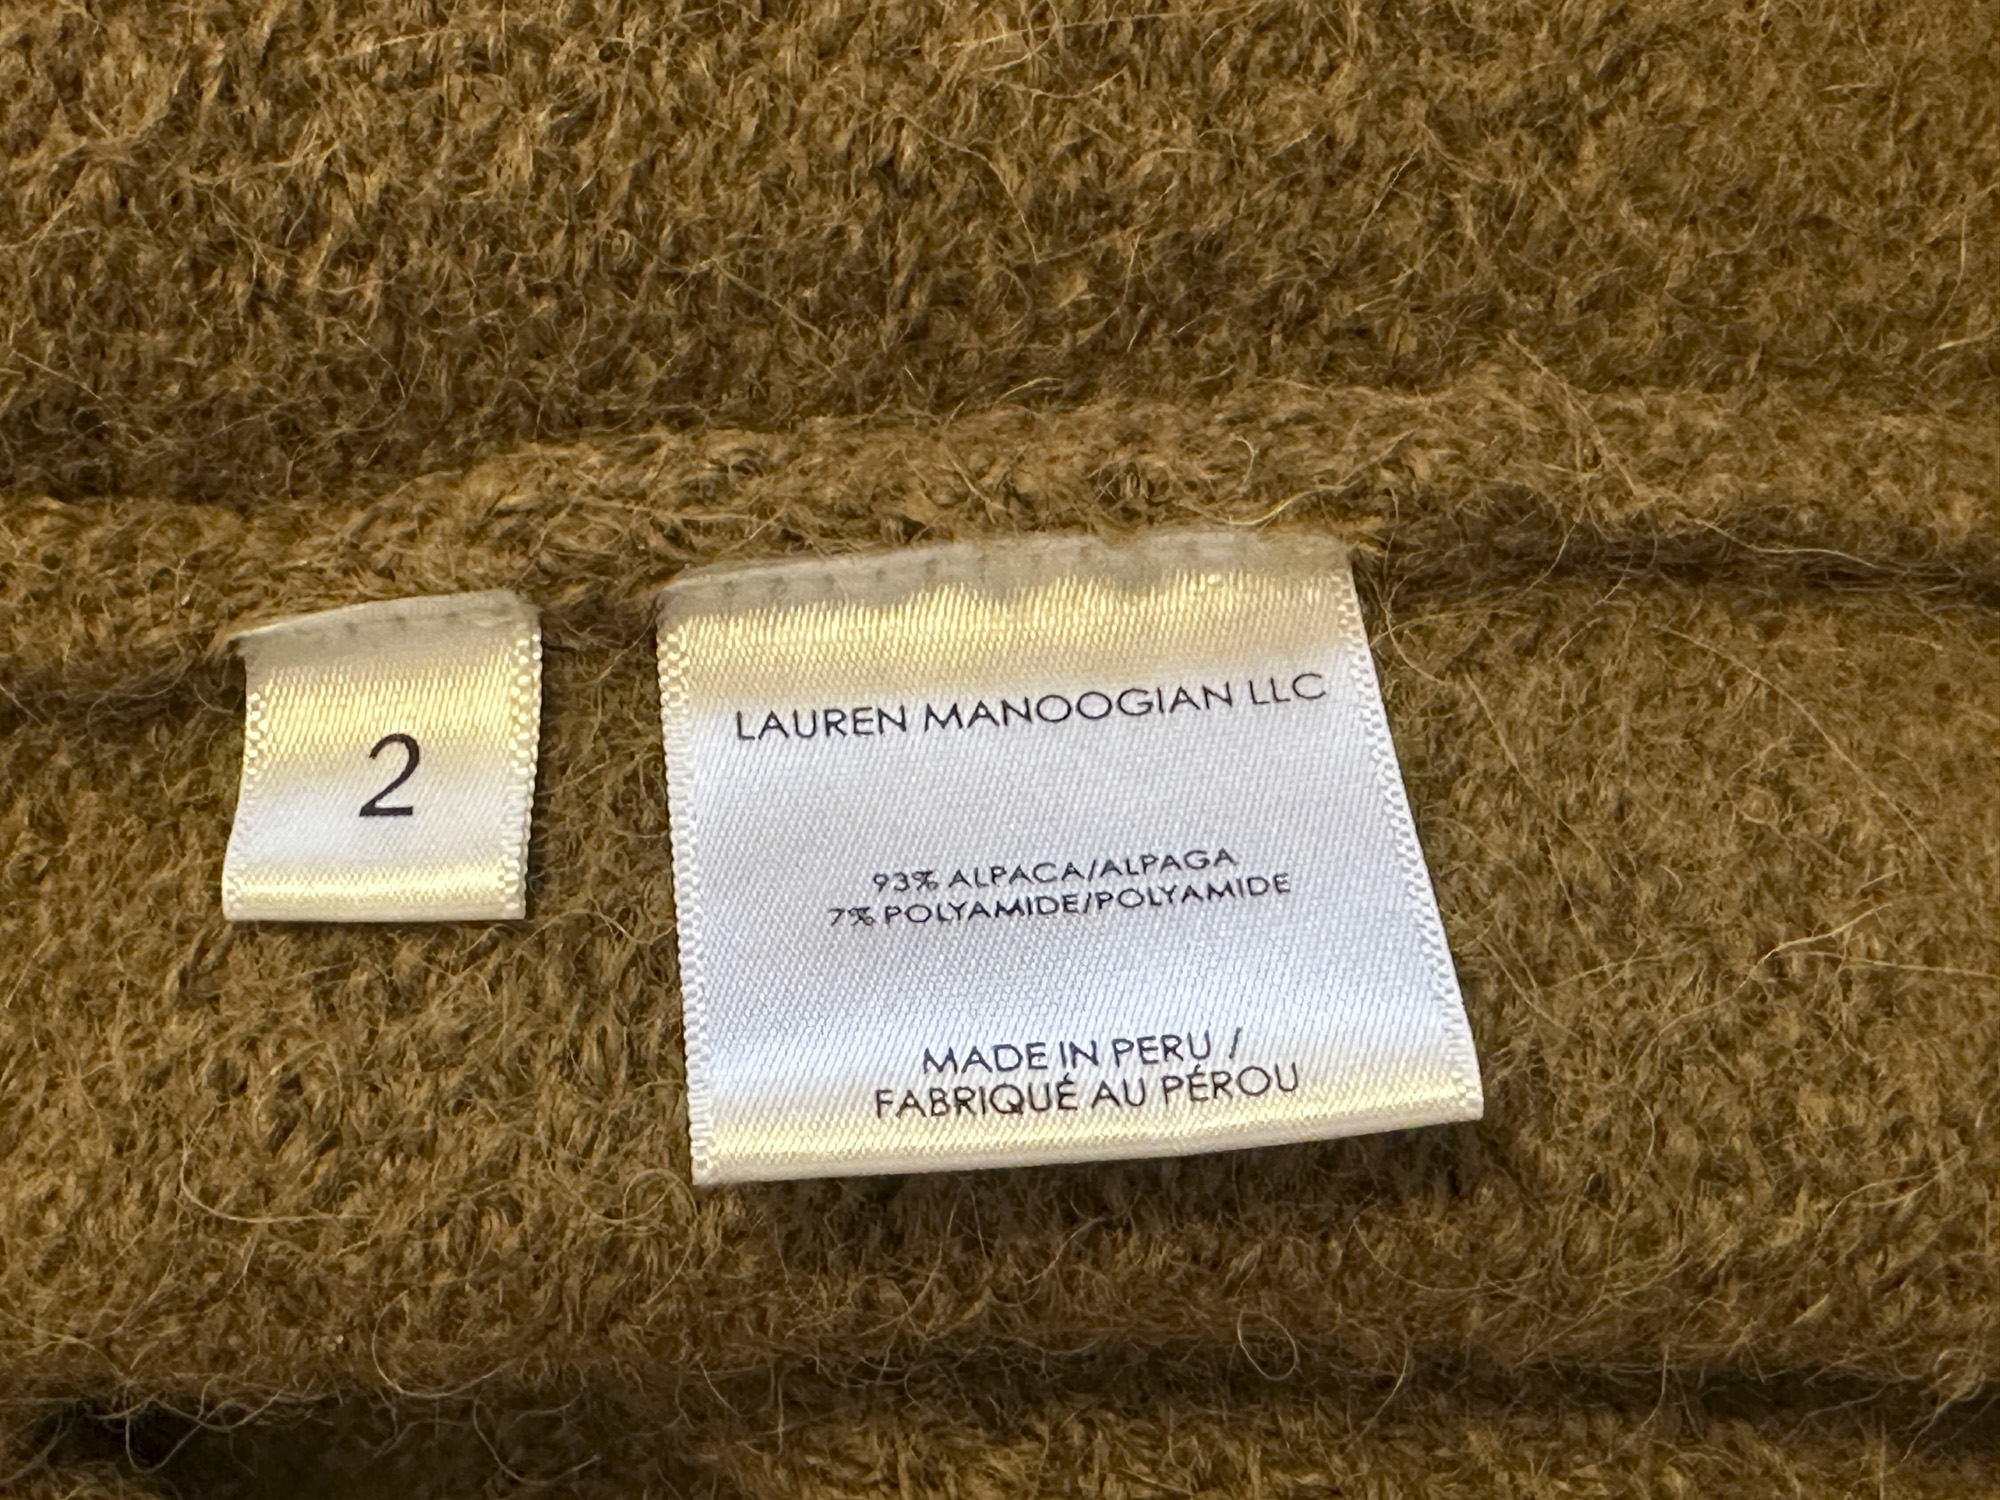 2
LAUREN MANOOGIAN LLC
93% ALPACA/ALPAGA
7% POLYAMIDE/POLYAMIDE
MADE IN PERU /
FABRIQUÉ AU PÉROU